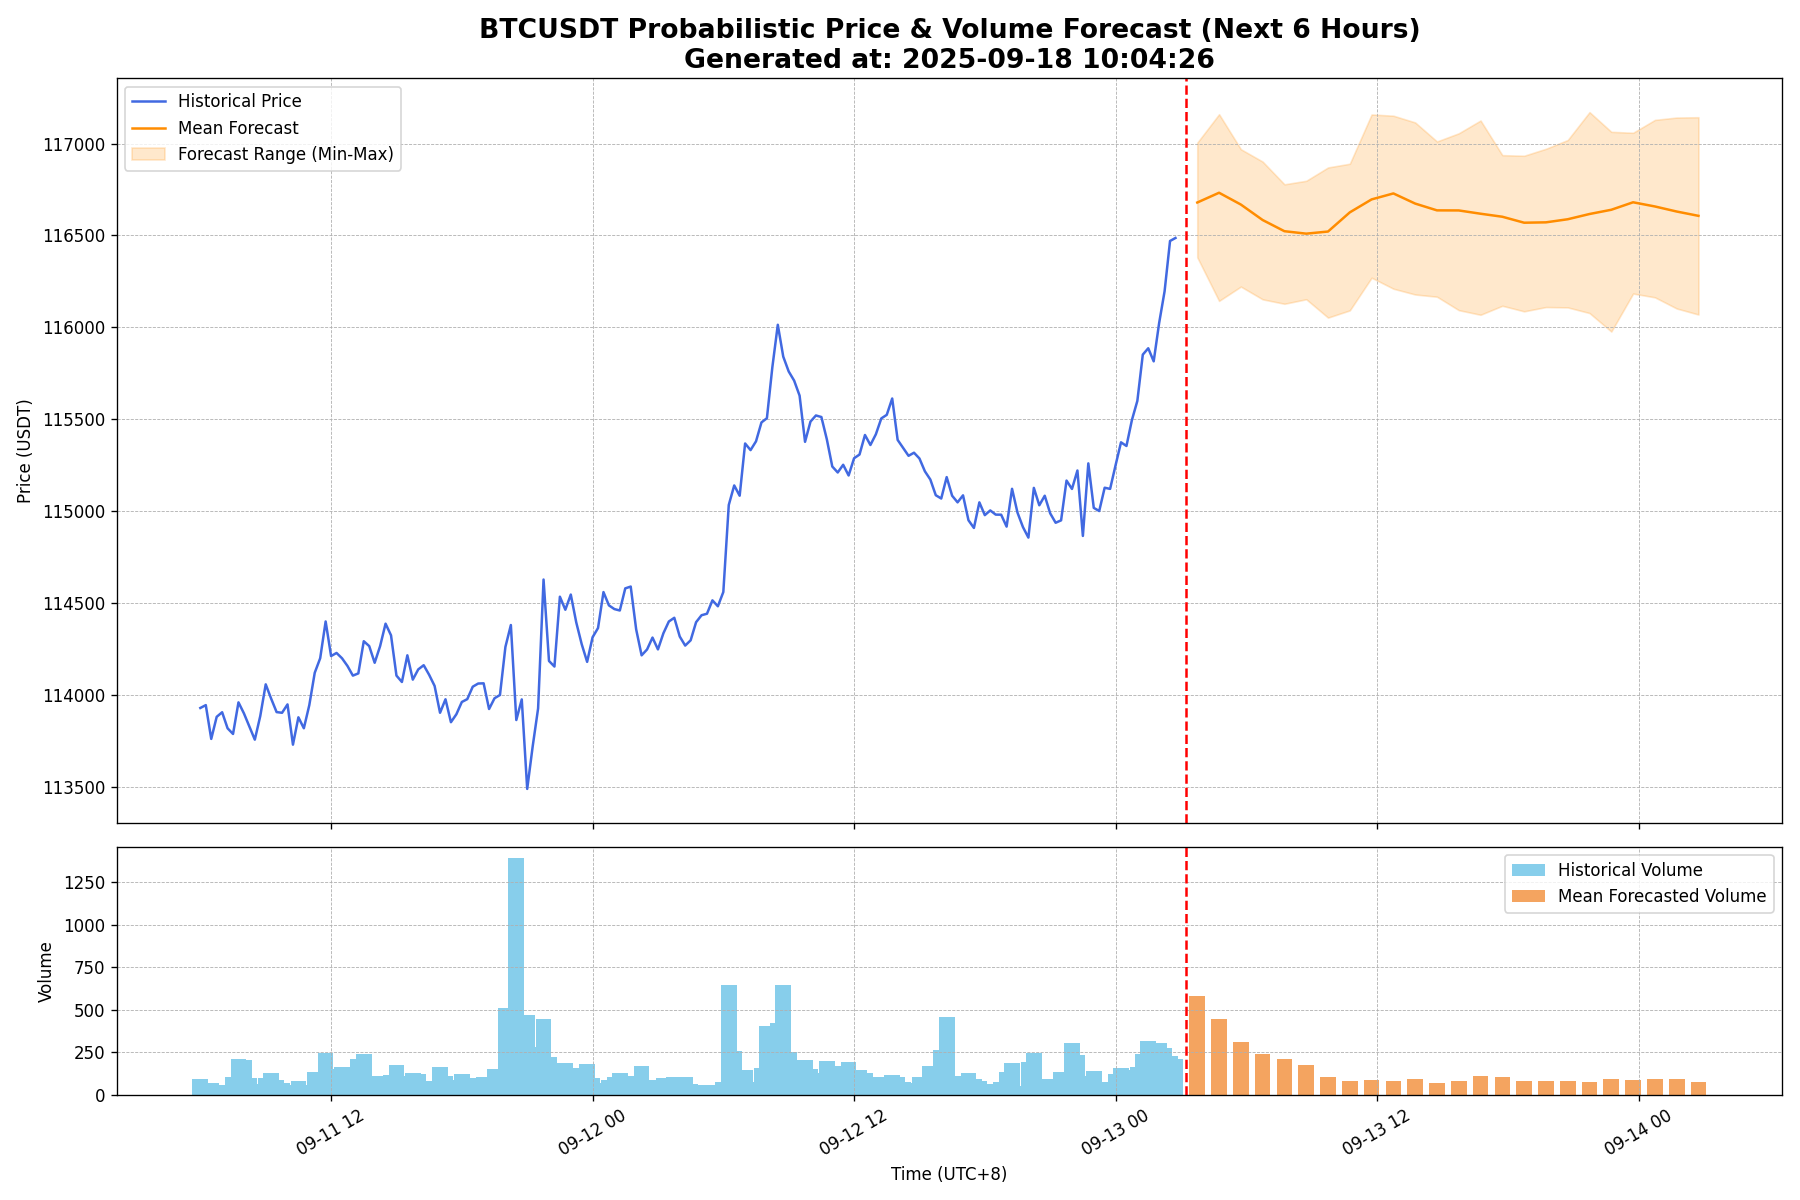 BTCUSDT Probabilistic Price & Volume Forecast (Next 6 Hours)
Generated at: 2025-09-18 10:04:26
Historical Price
Mean Forecast
Forecast Range (Min-Max)
117000
116500
116000
115500
115000
114500
114000
113500
Price (USDT)
Historical Volume
Mean Forecasted Volume
1250
1000
750
500
250
0
Volume
09-11 12
09-12 00
09-12 12
09-13 00
09-13 12
09-14 00
Time (UTC+8)